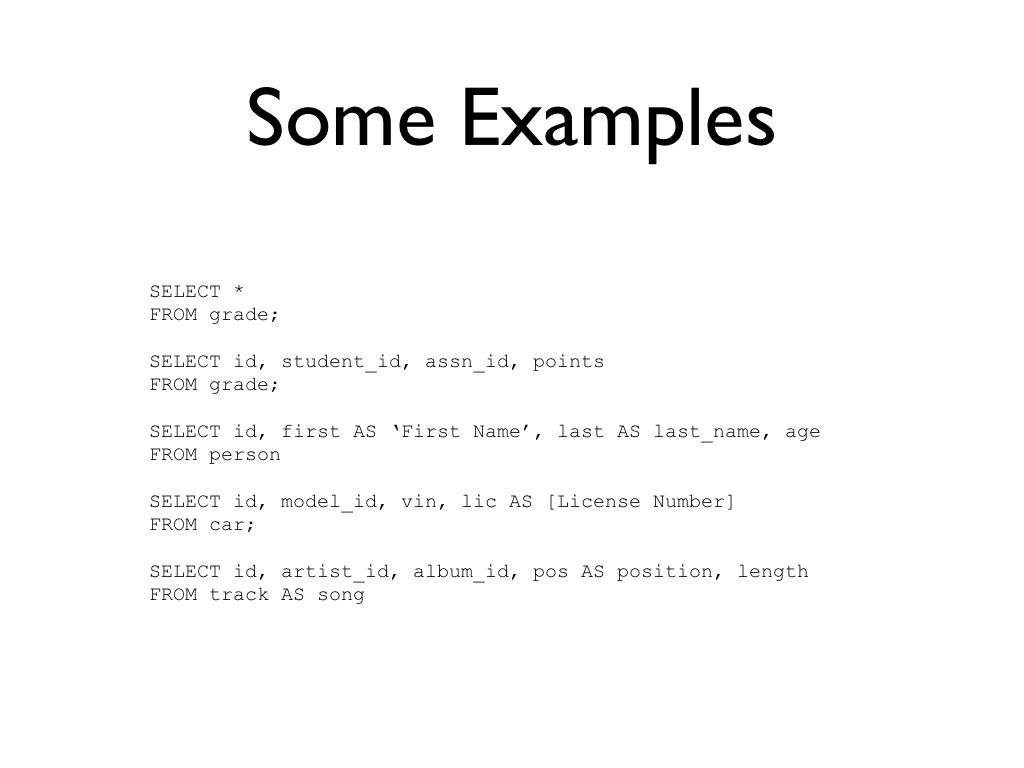 Some Examples
SELECT *
FROM grade;
SELECT id, student_id, assn_id, points
FROM grade;
SELECT id, first AS ‘First Name’, last AS last_name, age
FROM person
SELECT id, model_id, vin, lic AS [License Number]
FROM car;
SELECT id, artist_id, album_id, pos AS position, length
FROM track AS song